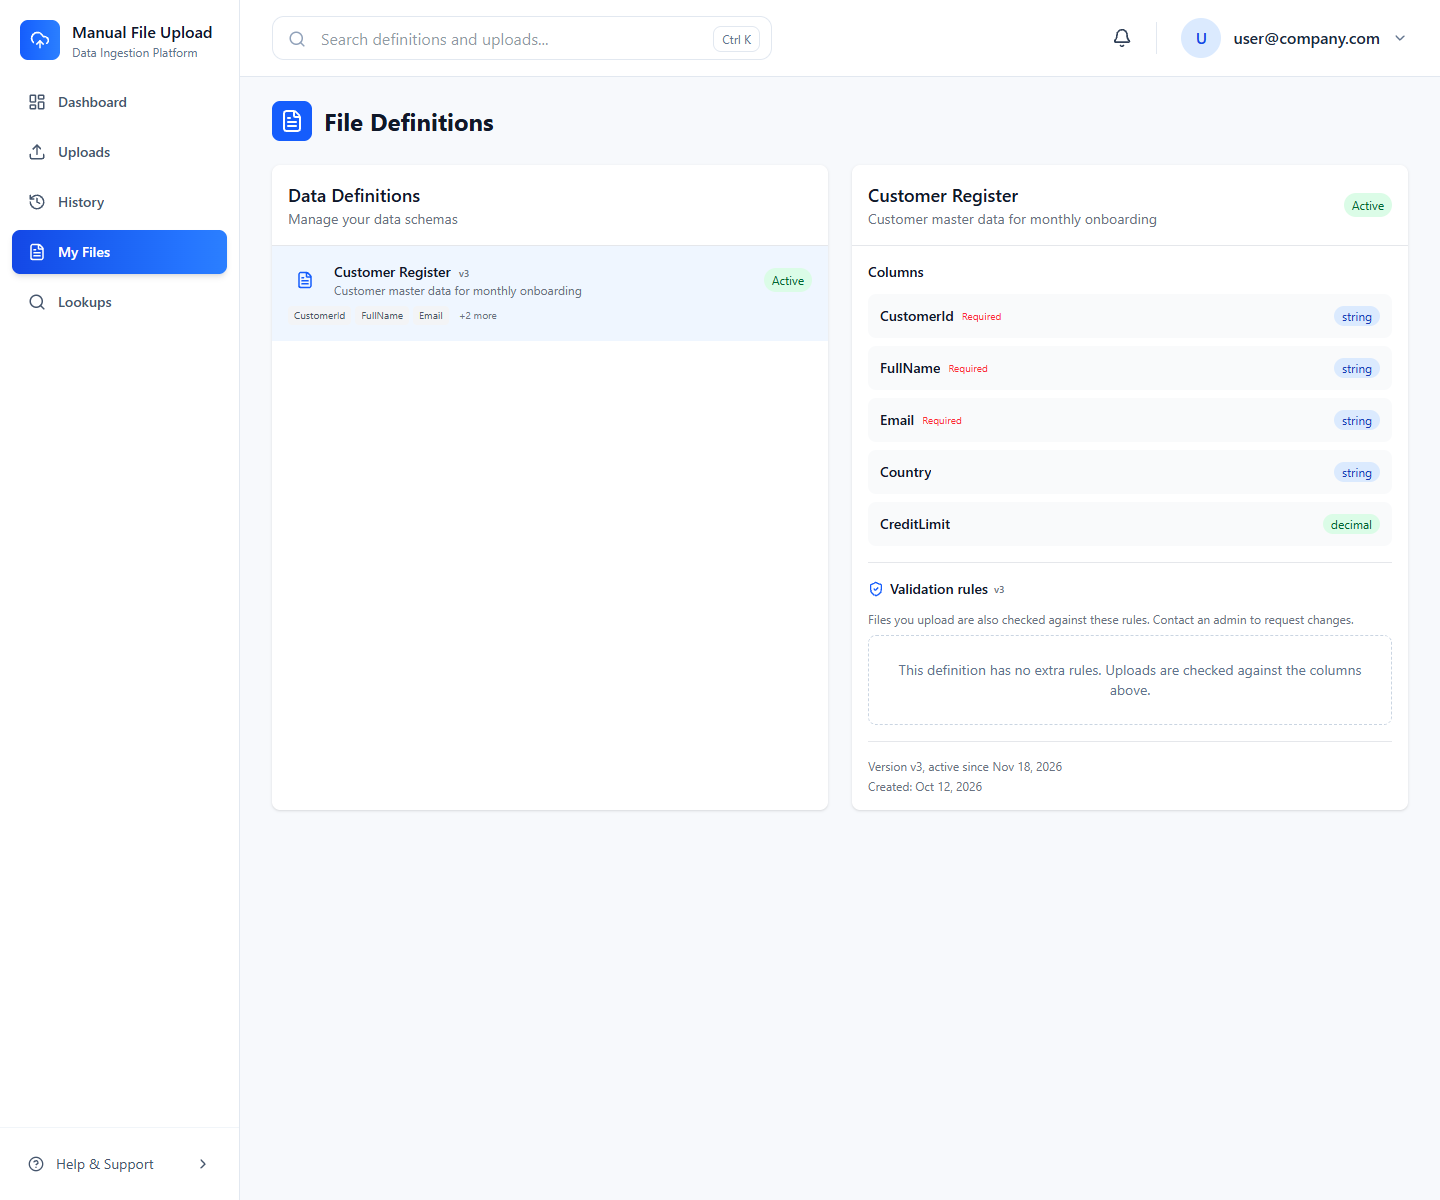 Manual File Upload
Data Ingestion Platform
Dashboard
Uploads
History
My Files
Lookups
Help & Support
Search definitions and uploads...
Ctrl K
U
user@company.com
File Definitions
Data Definitions
Manage your data schemas
Customer Register v3
Customer master data for monthly onboarding
Active
CustomerId FullName Email +2 more
Customer Register
Customer master data for monthly onboarding
Active
Columns
CustomerId Required string
FullName Required string
Email Required string
Country string
CreditLimit decimal
Validation rules v3
Files you upload are also checked against these rules. Contact an admin to request changes.
This definition has no extra rules. Uploads are checked against the columns
above.
Version v3, active since Nov 18, 2026
Created: Oct 12, 2026